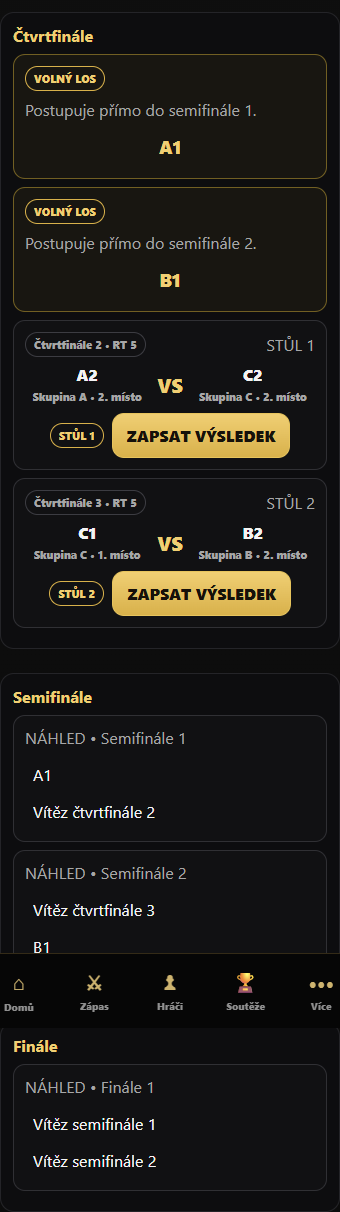 Čtvrtfinále
VOLNÝ LOS
Postupuje přímo do semifinále 1.
A1
VOLNÝ LOS
Postupuje přímo do semifinále 2.
B1
Čtvrtfinále 2 • RT 5
STŮL 1
A2
Skupina A • 2. místo
VS
C2
Skupina C • 2. místo
STŮL 1
ZAPSAT VÝSLEDEK
Čtvrtfinále 3 • RT 5
STŮL 2
C1
Skupina C • 1. místo
VS
B2
Skupina B • 2. místo
STŮL 2
ZAPSAT VÝSLEDEK
Semifinále
NÁHLED • Semifinále 1
A1
Vítěz čtvrtfinále 2
NÁHLED • Semifinále 2
Vítěz čtvrtfinále 3
B1
Domů
Zápas
Hráči
Soutěže
Více
Finále
NÁHLED • Finále 1
Vítěz semifinále 1
Vítěz semifinále 2